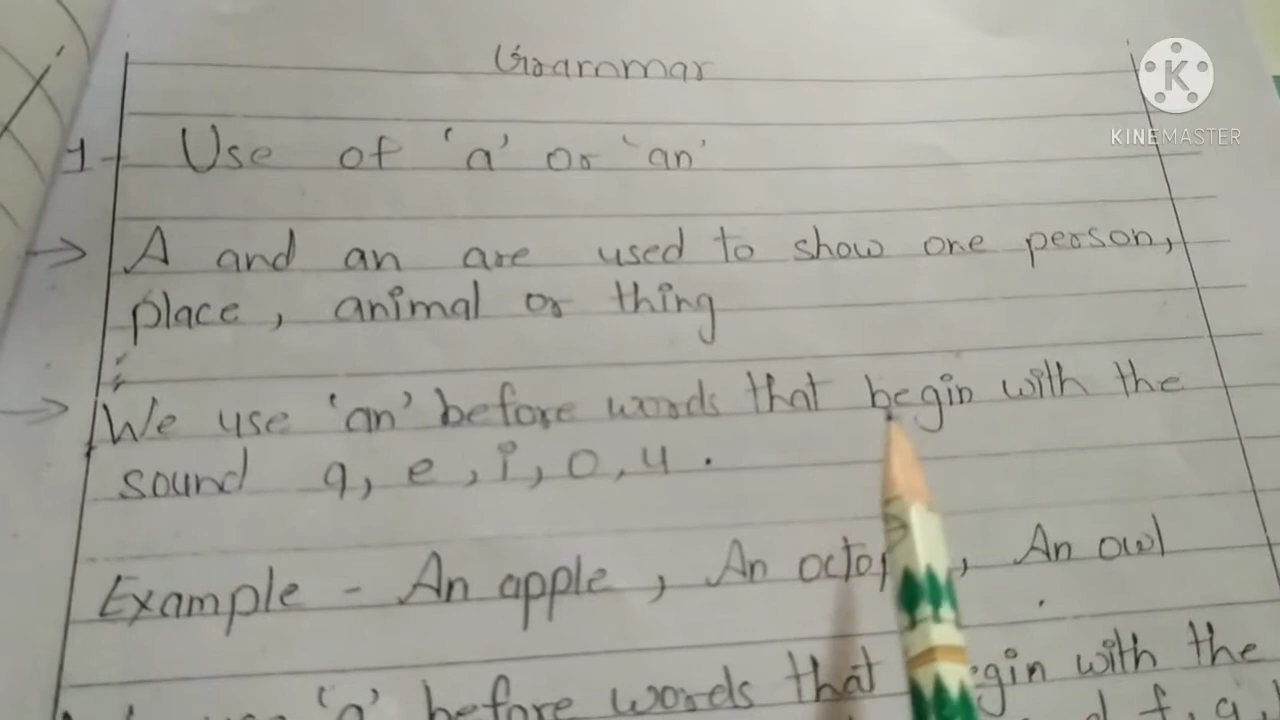 Grammar
KINEMASTER
1- Use of 'a' or 'an'
→ A and an are used to show one person,
place, animal or thing
→ We use 'an' before words that begin with the
sound a, e, i, o, u.
Example - An apple, An , An owl
'a' before words that with the